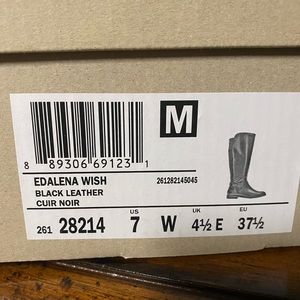 M
8 89306 69123 1
EDALENA WISH
BLACK LEATHER
CUIR NOIR
261282145045
US UK EU
261 28214 7 W 4½ E 37½